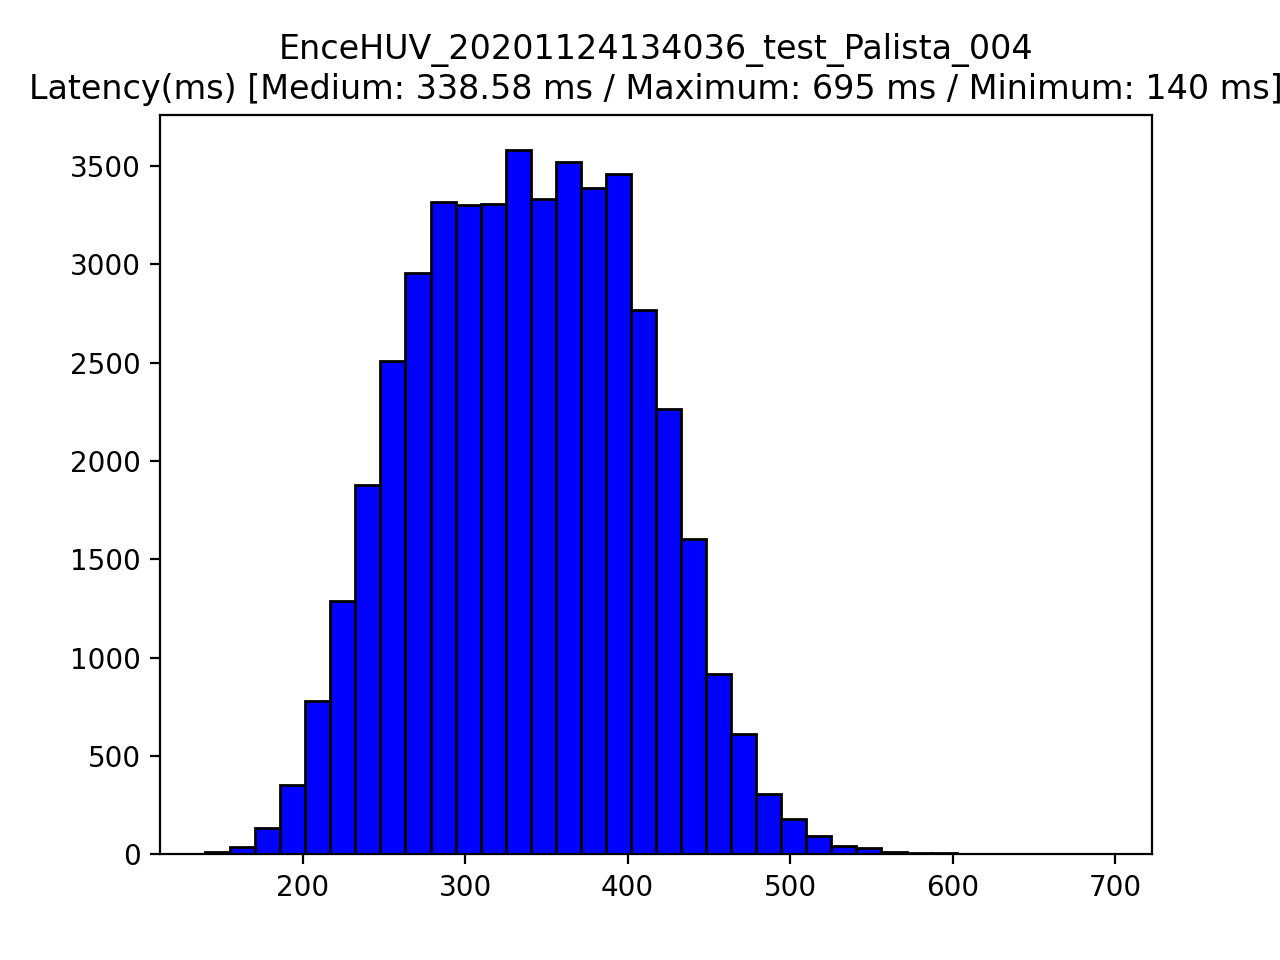 EnceHUV_20201124134036_test_Palista_004
Latency(ms) [Medium: 338.58 ms / Maximum: 695 ms / Minimum: 140 ms]
3500
3000
2500
2000
1500
1000
500
0
200 300 400 500 600 700